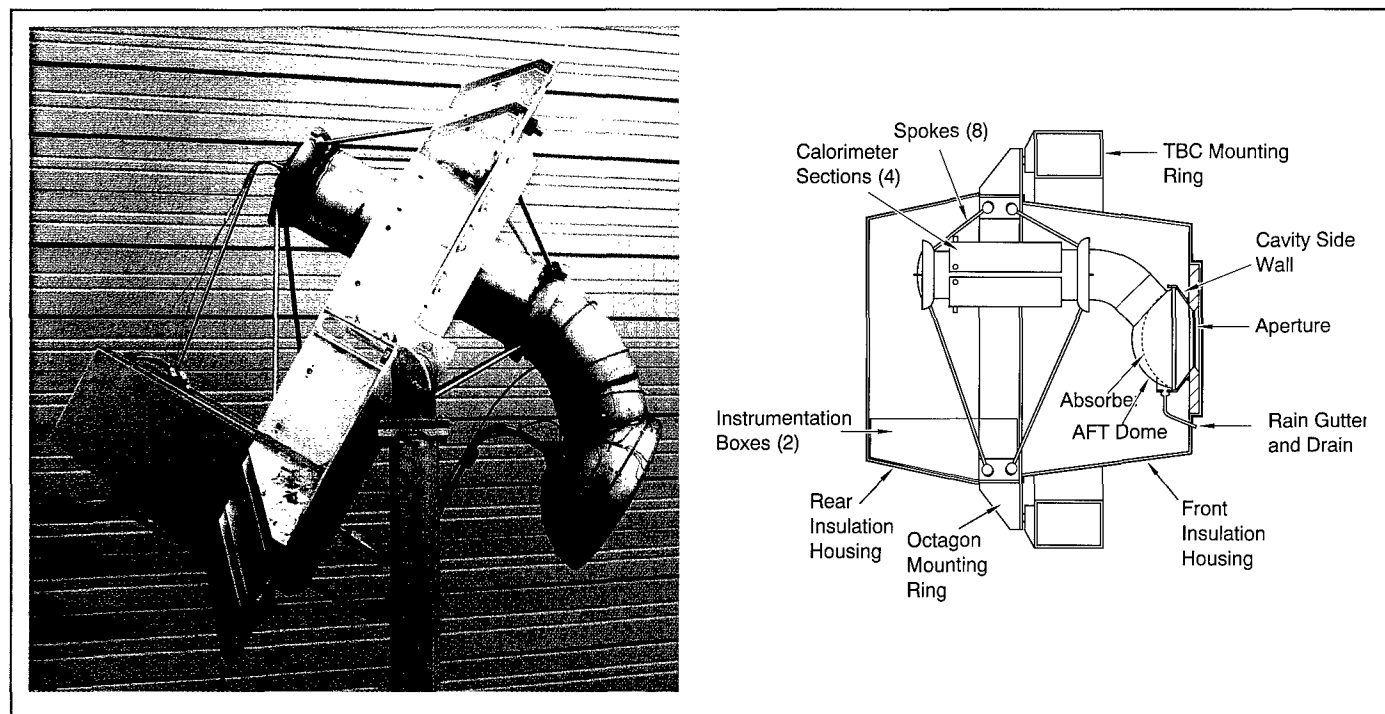 Spokes (8)
Calorimeter
Sections (4)
TBC Mounting
Ring
Cavity Side
Wall
Aperture
Absorber
AFT Dome
Instrumentation
Boxes (2)
Rain Gutter
and Drain
Rear
Insulation
Housing
Octagon
Mounting
Ring
Front
Insulation
Housing